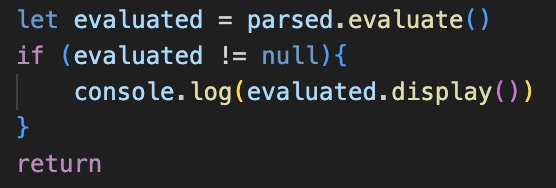 let evaluated = parsed.evaluate()
if (evaluated != null){
    console.log(evaluated.display())
}
return